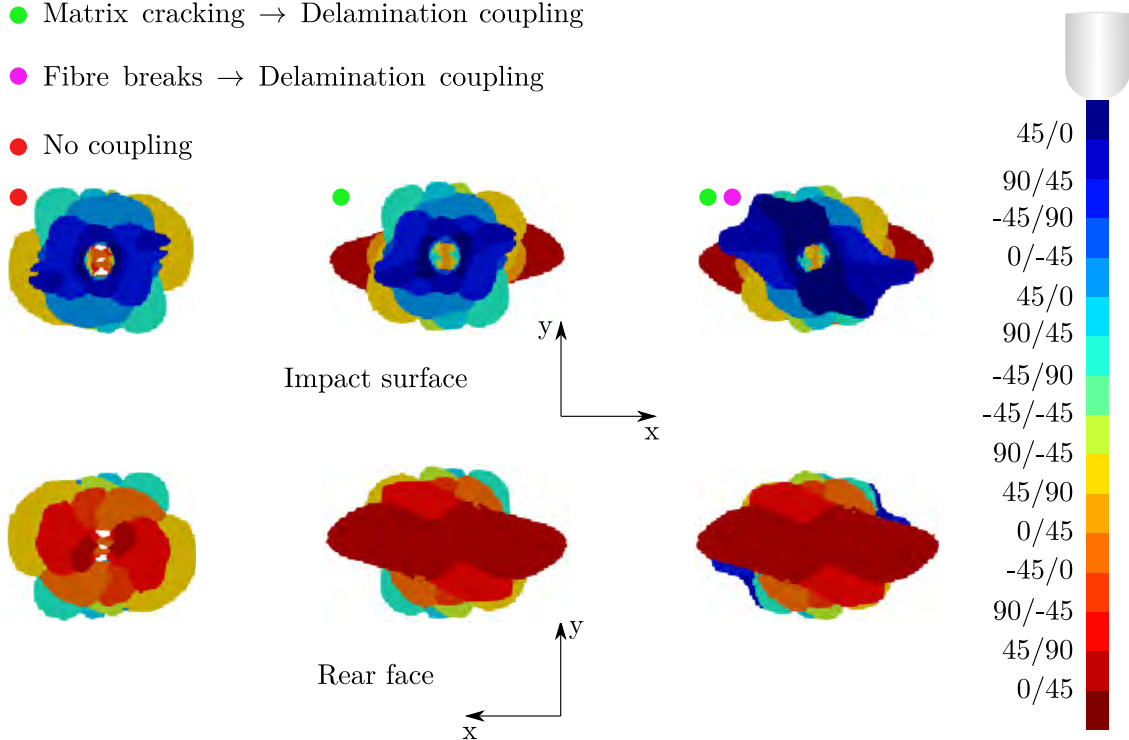 Matrix cracking → Delamination coupling
Fibre breaks → Delamination coupling
No coupling
Impact surface
y
x
Rear face
y
x
45/0
90/45
-45/90
0/-45
45/0
90/45
-45/90
-45/-45
90/-45
45/90
0/45
-45/0
90/-45
45/90
0/45